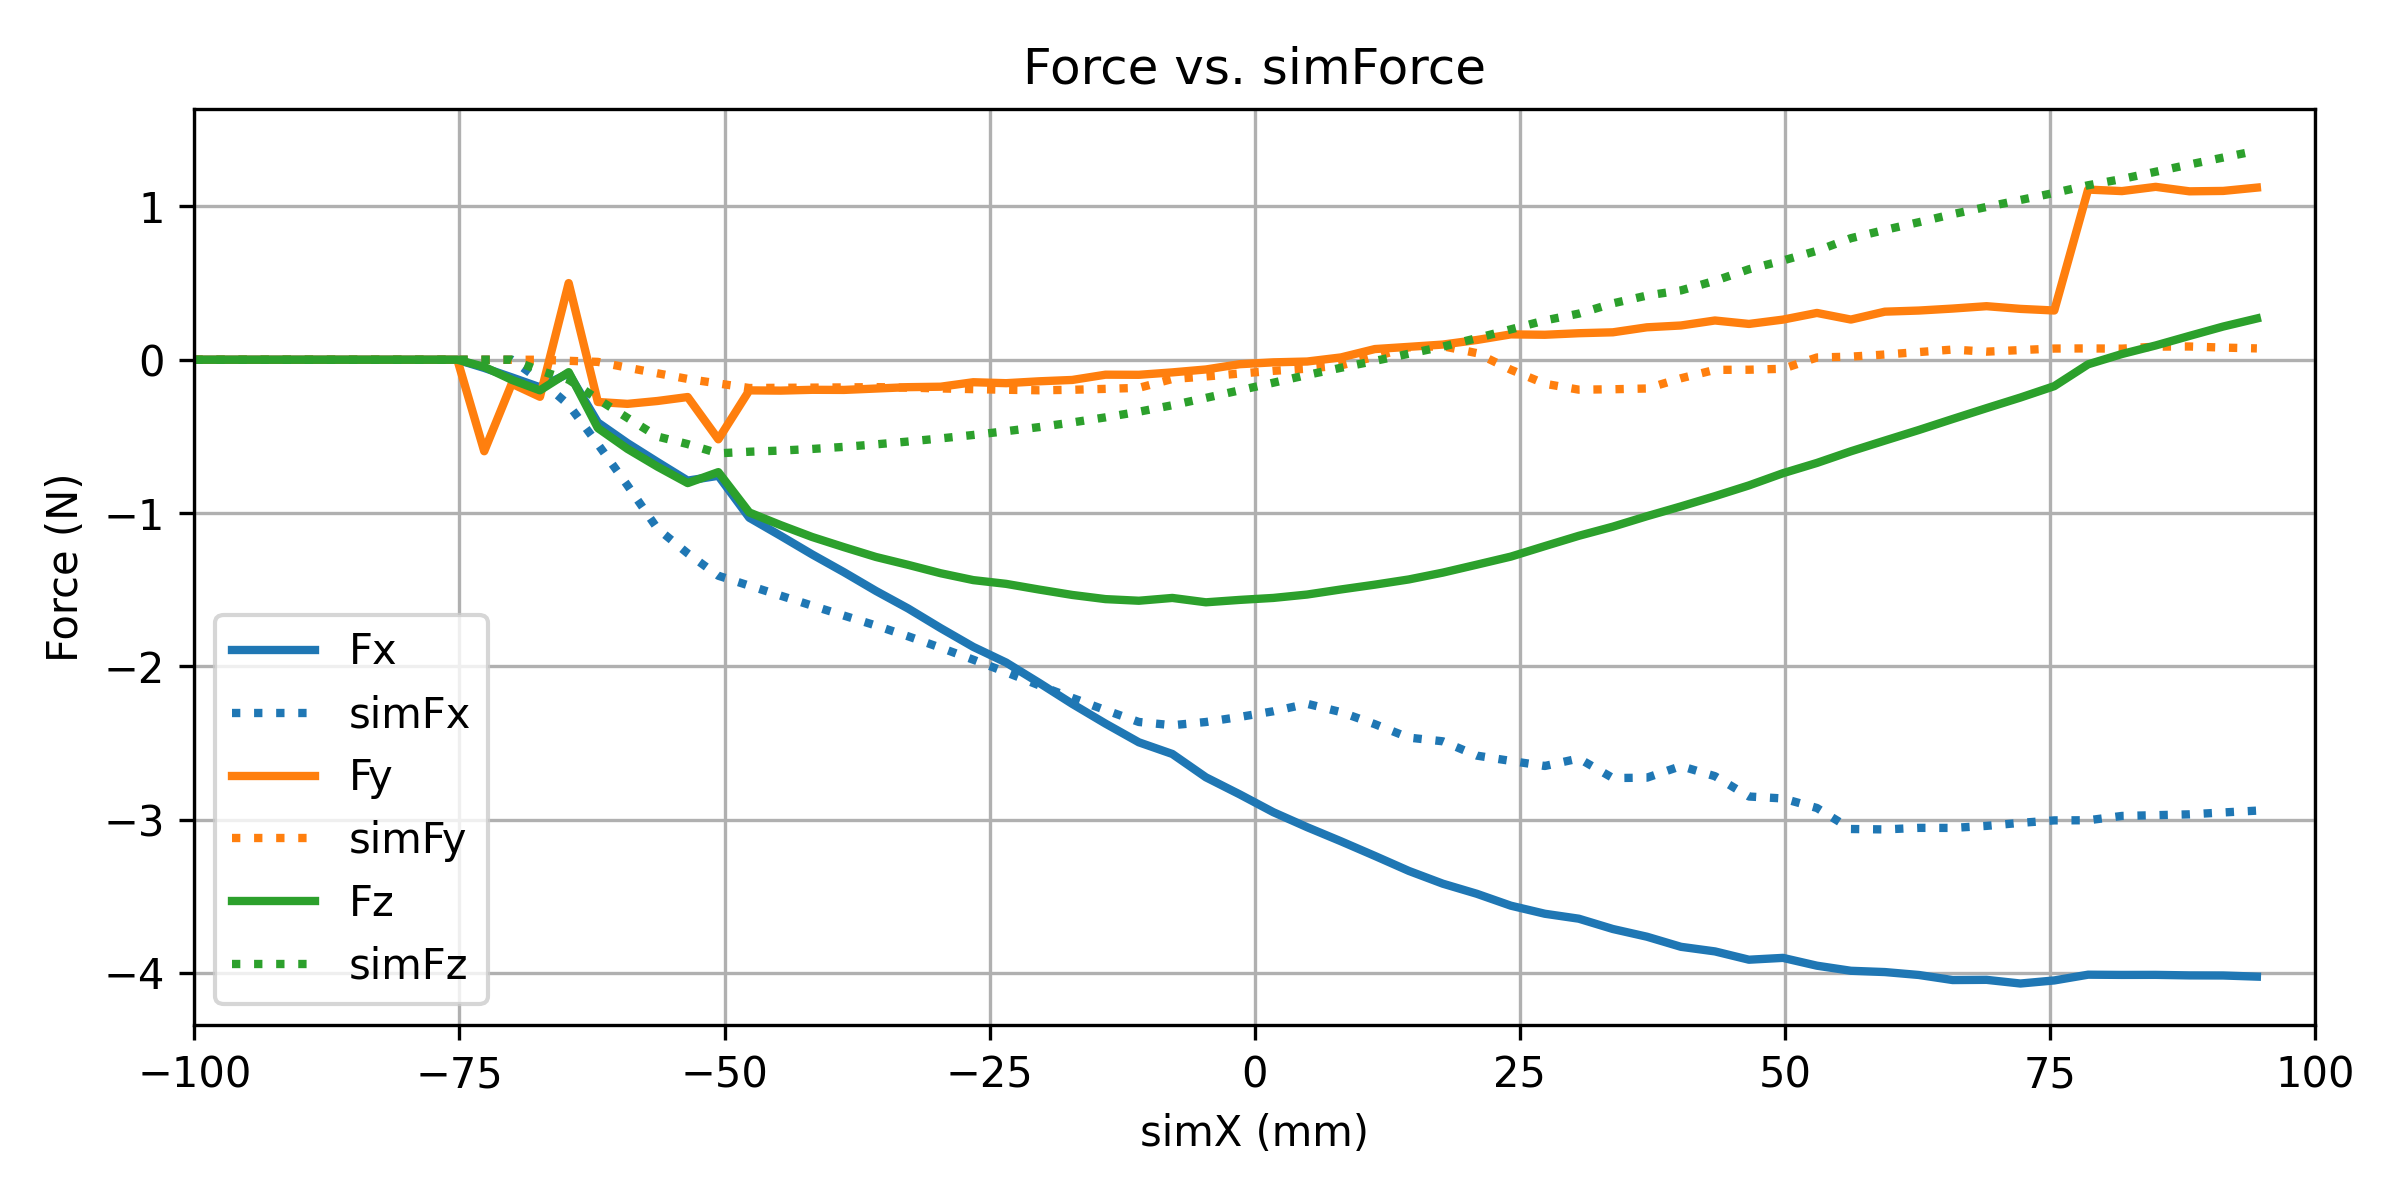 Force vs. simForce
Force (N)
1
0
−1
−2
−3
−4
Fx
simFx
Fy
simFy
Fz
simFz
−100 −75 −50 −25 0 25 50 75 100
simX (mm)